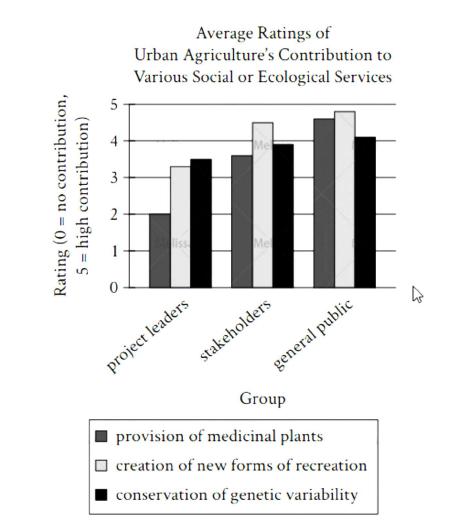 Average Ratings of
Urban Agriculture's Contribution to
Various Social or Ecological Services
Rating (0 = no contribution,
5 = high contribution)
5
4
3
2
1
0
project leaders
stakeholders
general public
Group
provision of medicinal plants
creation of new forms of recreation
conservation of genetic variability